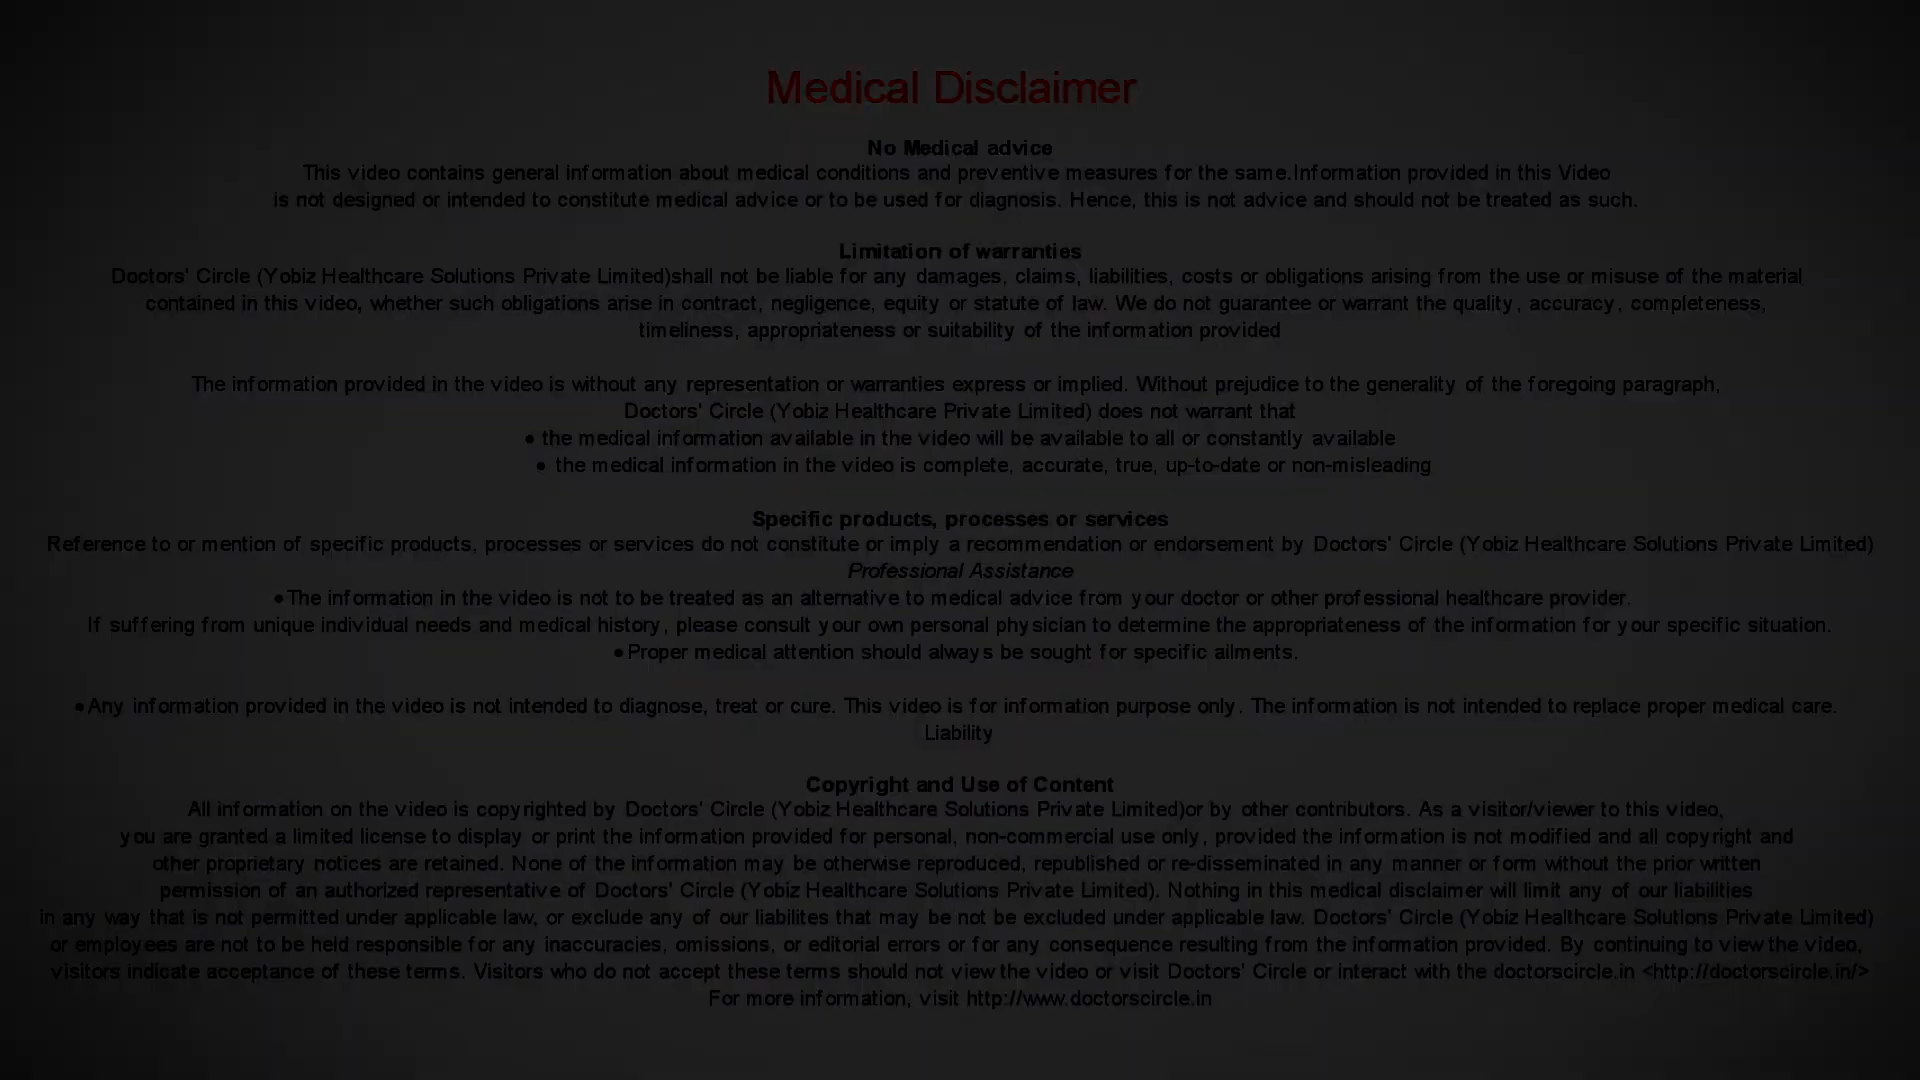 Medical Disclaimer
No Medical advice
This video contains general information about medical conditions and preventive measures for the same.Information provided in this Video
is not designed or intended to constitute medical advice or to be used for diagnosis. Hence, this is not advice and should not be treated as such.
Limitation of warranties
Doctors' Circle (Yobiz Healthcare Solutions Private Limited)shall not be liable for any damages, claims, liabilities, costs or obligations arising from the use or misuse of the material
contained in this video, whether such obligations arise in contract, negligence, equity or statute of law. We do not guarantee or warrant the quality, accuracy, completeness,
timeliness, appropriateness or suitability of the information provided
The information provided in the video is without any representation or warranties express or implied. Without prejudice to the generality of the foregoing paragraph,
Doctors' Circle (Yobiz Healthcare Private Limited) does not warrant that
• the medical information available in the video will be available to all or constantly available
• the medical information in the video is complete, accurate, true, up-to-date or non-misleading
Specific products, processes or services
Reference to or mention of specific products, processes or services do not constitute or imply a recommendation or endorsement by Doctors' Circle (Yobiz Healthcare Solutions Private Limited)
Professional Assistance
•The information in the video is not to be treated as an alternative to medical advice from your doctor or other professional healthcare provider.
If suffering from unique individual needs and medical history, please consult your own personal physician to determine the appropriateness of the information for your specific situation.
•Proper medical attention should always be sought for specific ailments.
•Any information provided in the video is not intended to diagnose, treat or cure. This video is for information purpose only. The information is not intended to replace proper medical care.
Liability
Copyright and Use of Content
All information on the video is copyrighted by Doctors' Circle (Yobiz Healthcare Solutions Private Limited)or by other contributors. As a visitor/viewer to this video,
you are granted a limited license to display or print the information provided for personal, non-commercial use only, provided the information is not modified and all copyright and
other proprietary notices are retained. None of the information may be otherwise reproduced, republished or re-disseminated in any manner or form without the prior written
permission of an authorized representative of Doctors' Circle (Yobiz Healthcare Solutions Private Limited). Nothing in this medical disclaimer will limit any of our liabilities
in any way that is not permitted under applicable law, or exclude any of our liabilites that may be not be excluded under applicable law. Doctors' Circle (Yobiz Healthcare Solutions Private Limited)
or employees are not to be held responsible for any inaccuracies, omissions, or editorial errors or for any consequence resulting from the information provided. By continuing to view the video,
visitors indicate acceptance of these terms. Visitors who do not accept these terms should not view the video or visit Doctors' Circle or interact with the doctorscircle.in <http://doctorscircle.in/>
For more information, visit http://www.doctorscircle.in